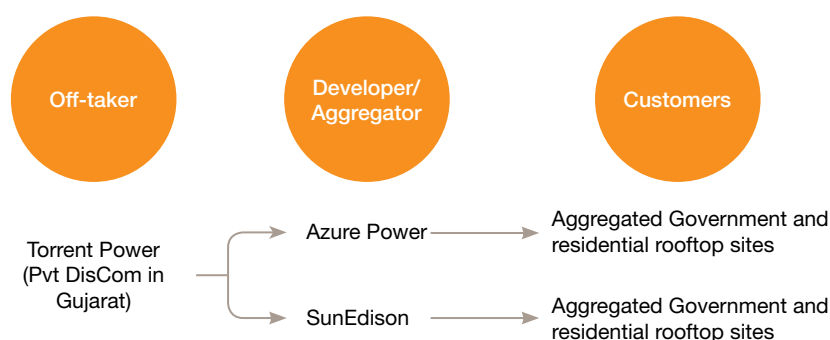 Off-taker
Developer/
Aggregator
Customers
Torrent Power
(Pvt DisCom in
Gujarat)
Azure Power
Aggregated Government and
residential rooftop sites
SunEdison
Aggregated Government and
residential rooftop sites